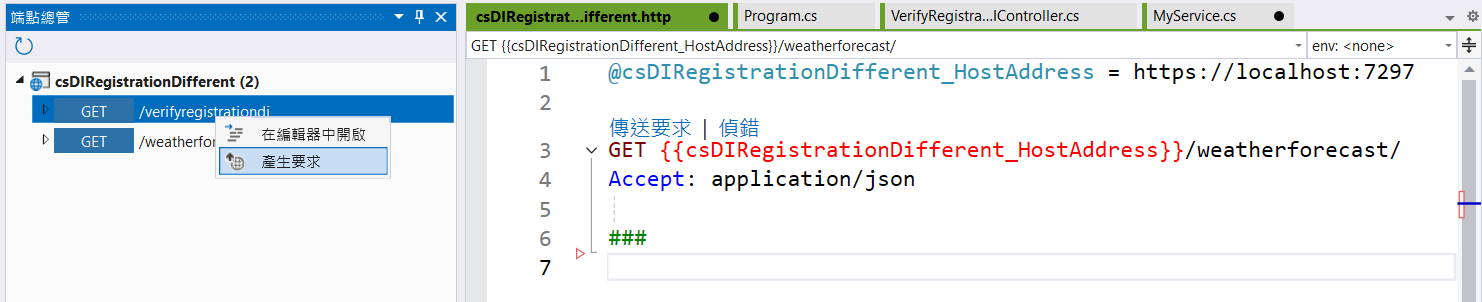 端點總管
csDIRegistrationDifferent (2)
GET /verifyregistrationdi
GET /weatherfor
在編輯器中開啟
產生要求
csDIRegistrat...ifferent.http
Program.cs
VerifyRegistra...IController.cs
MyService.cs
GET {{csDIRegistrationDifferent_HostAddress}}/weatherforecast/
env: <none>
1 @csDIRegistrationDifferent_HostAddress = https://localhost:7297
2
傳送要求 | 偵錯
3 GET {{csDIRegistrationDifferent_HostAddress}}/weatherforecast/
4 Accept: application/json
5
6 ###
7